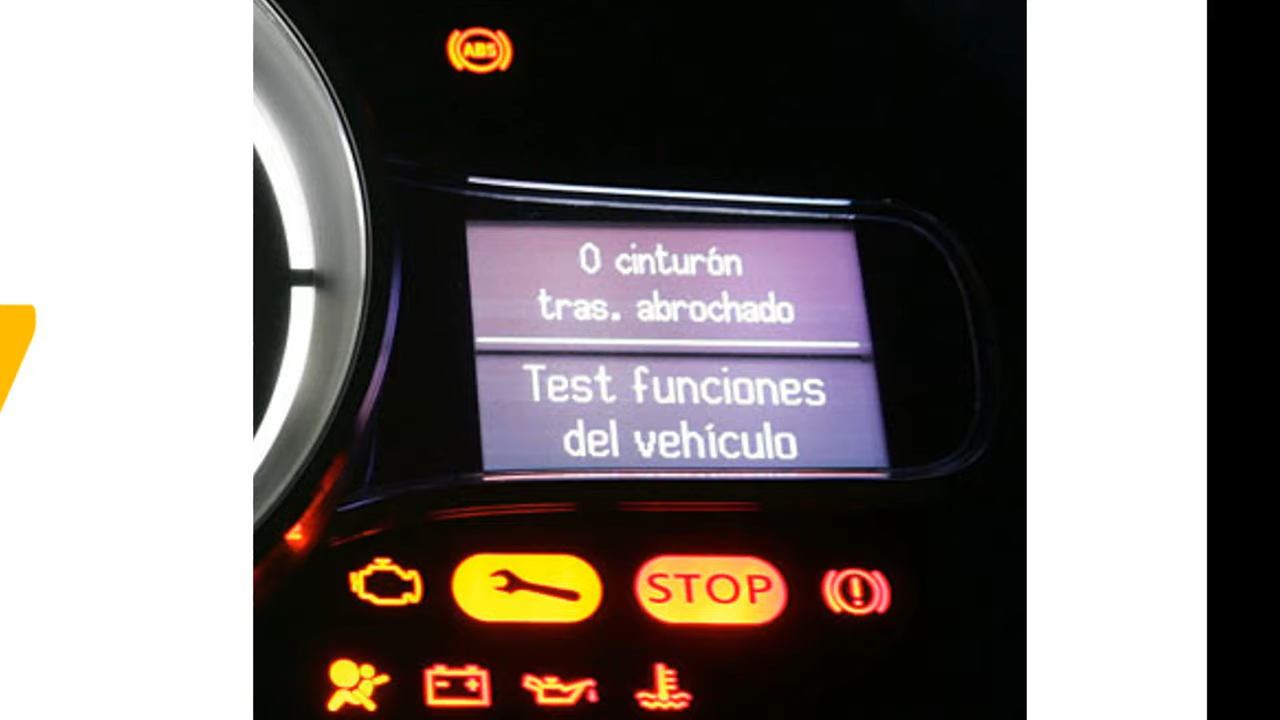 ABS
0 cinturón
tras. abrochado
Test funciones
del vehículo
STOP